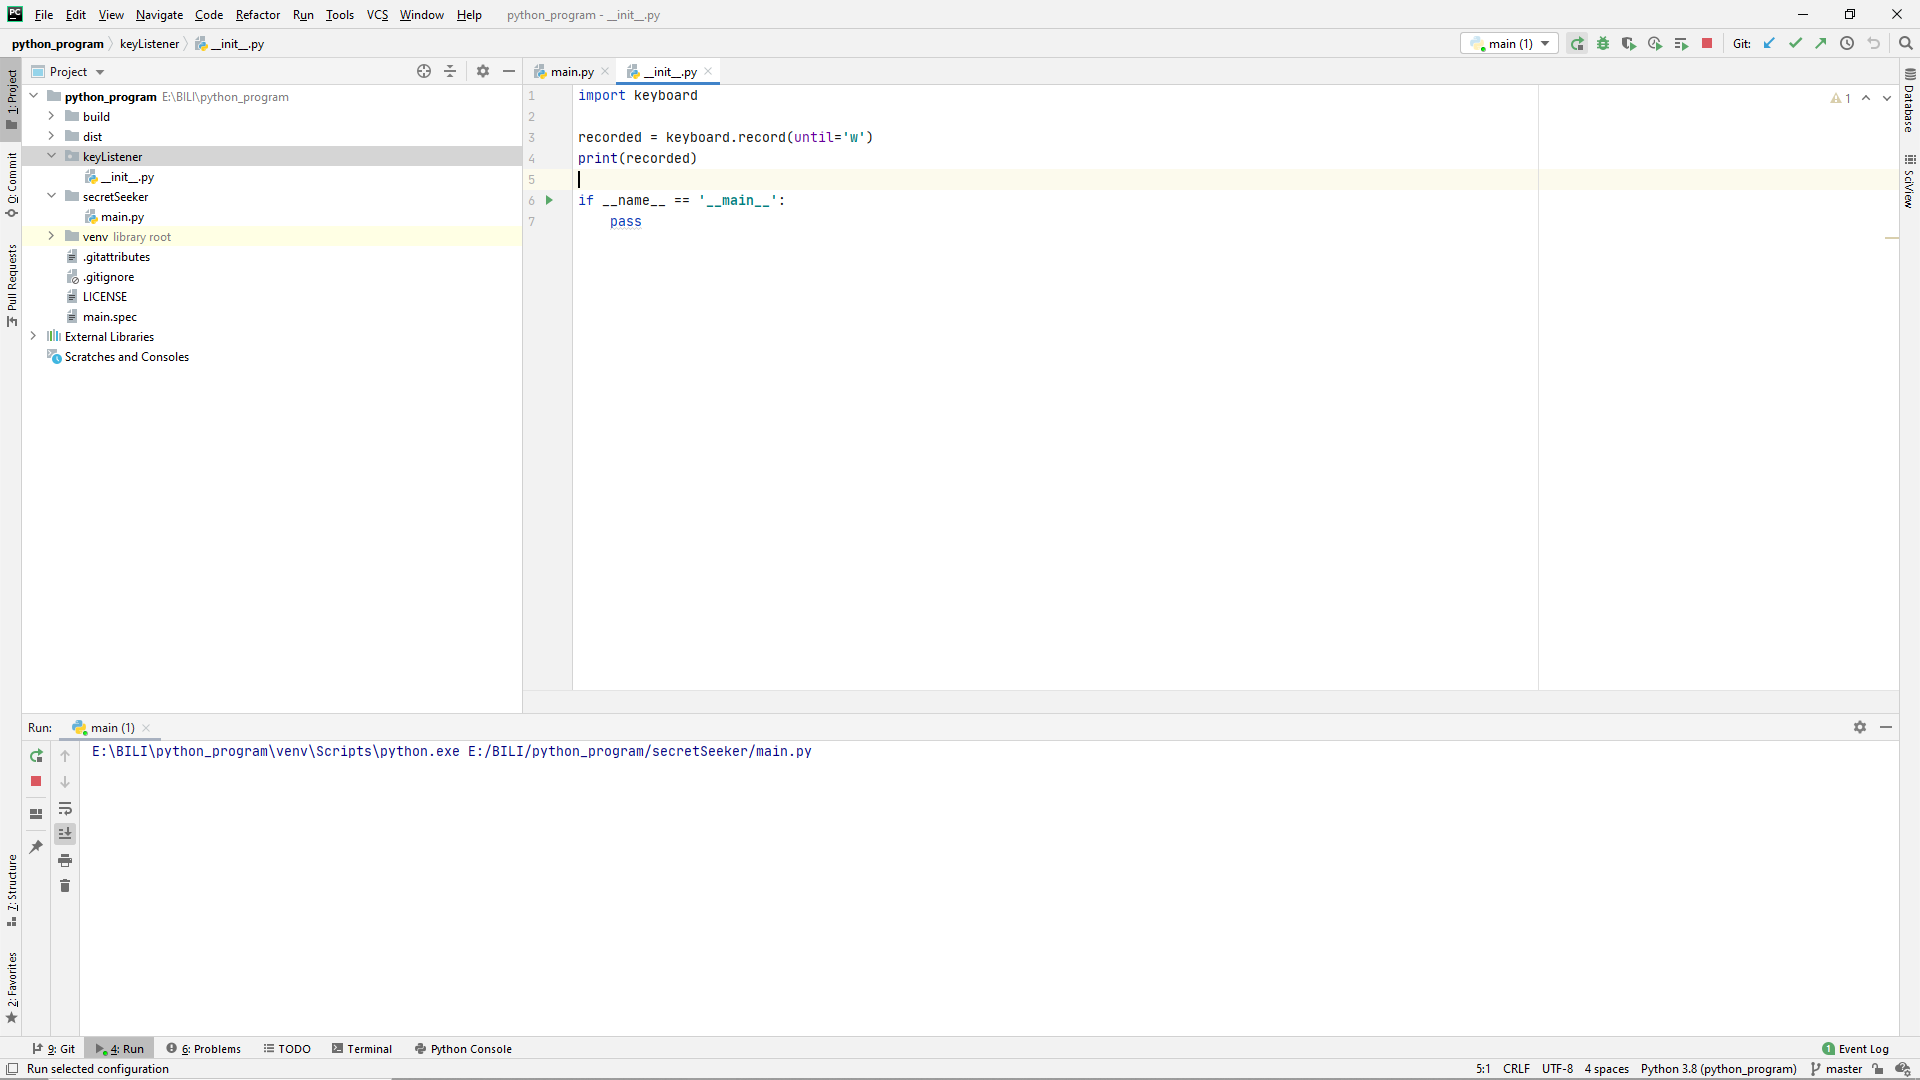 PC File Edit View Navigate Code Refactor Run Tools VCS Window Help python_program - __init__.py
python_program keyListener __init__.py main (1) Git:
1: Project
0: Commit
Pull Requests
7: Structure
2: Favorites
Project
python_program E:\BILI\python_program
build
dist
keyListener
__init__.py
secretSeeker
main.py
venv library root
.gitattributes
.gitignore
LICENSE
main.spec
External Libraries
Scratches and Consoles
main.py __init__.py
1 import keyboard
2
3 recorded = keyboard.record(until='w')
4 print(recorded)
5
6 if __name__ == '__main__':
7 pass
1
Database
SciView
Run: main (1)
E:\BILI\python_program\venv\Scripts\python.exe E:/BILI/python_program/secretSeeker/main.py
9: Git 4: Run 6: Problems TODO Terminal Python Console 1 Event Log
Run selected configuration 5:1 CRLF UTF-8 4 spaces Python 3.8 (python_program) master